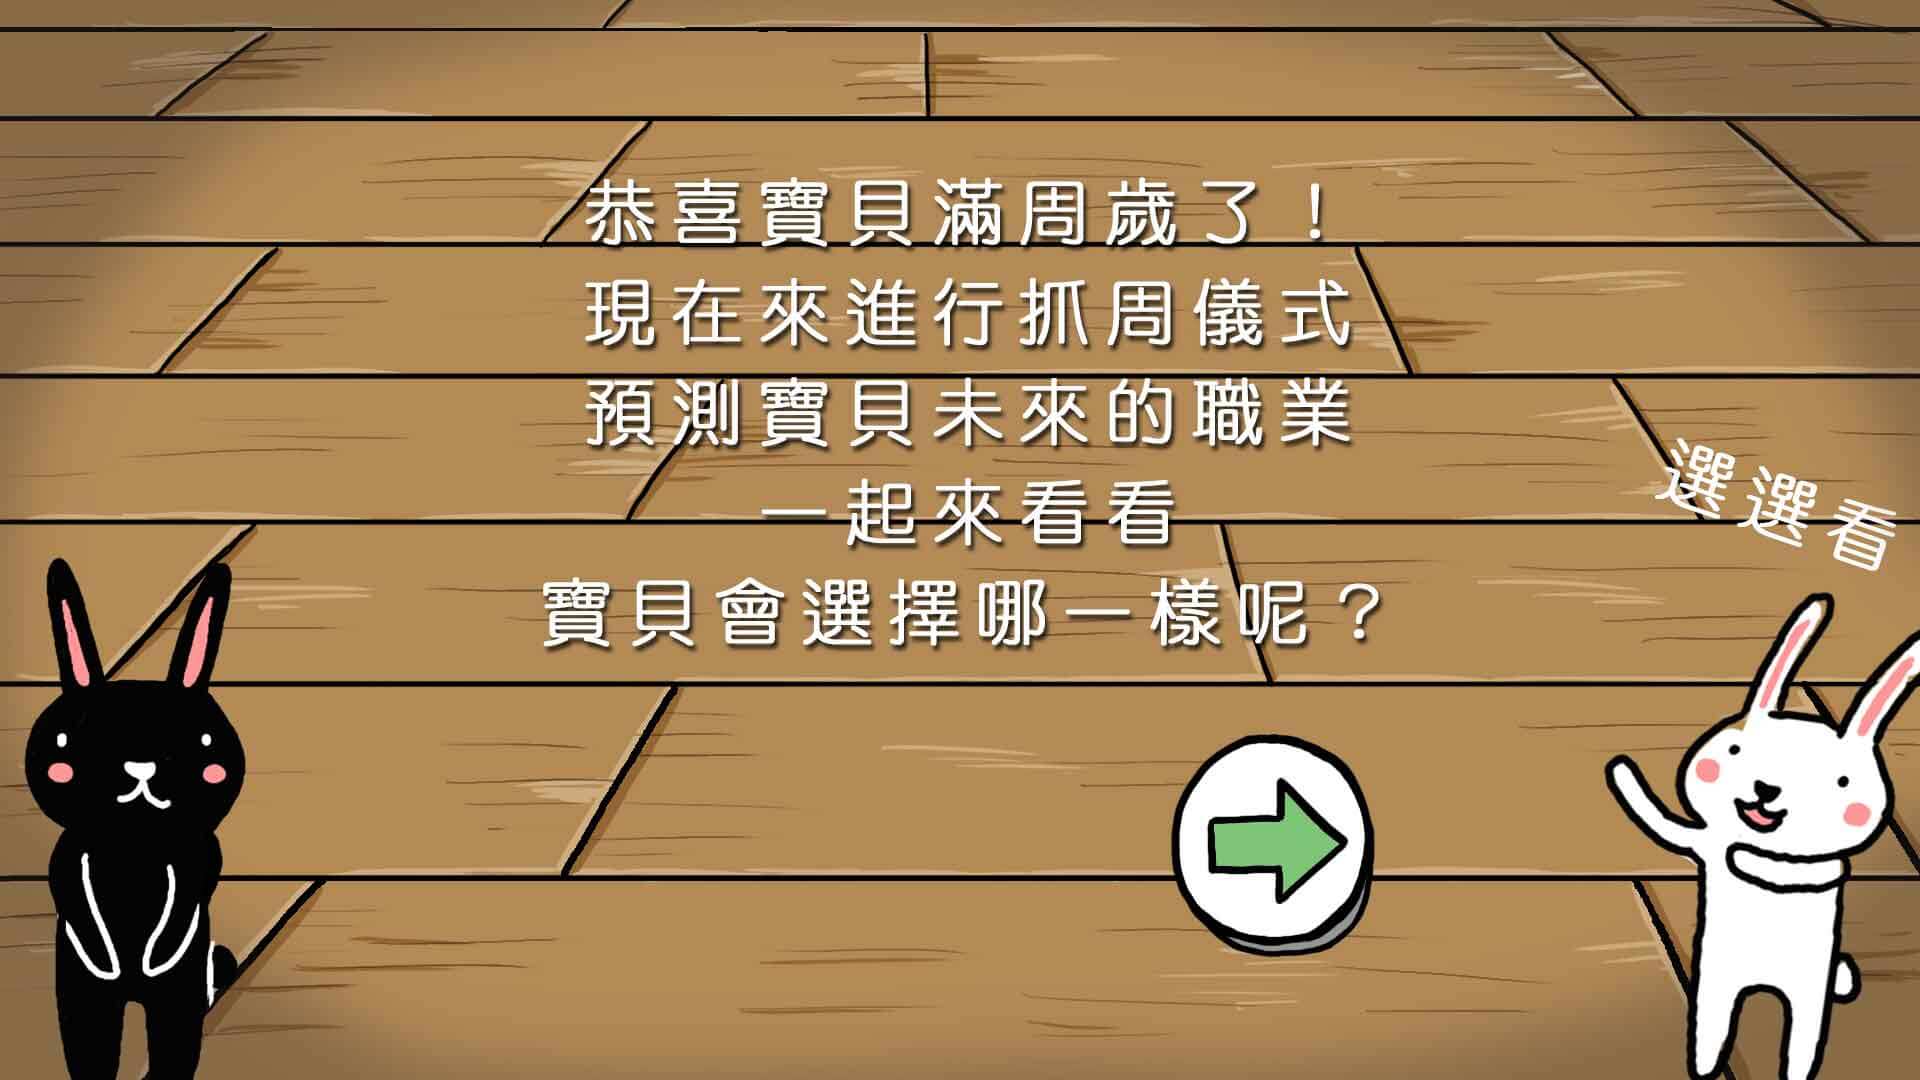 恭喜寶貝滿周歲了！
現在來進行抓周儀式
預測寶貝未來的職業
一起來看看
寶貝會選擇哪一樣呢？
選選看